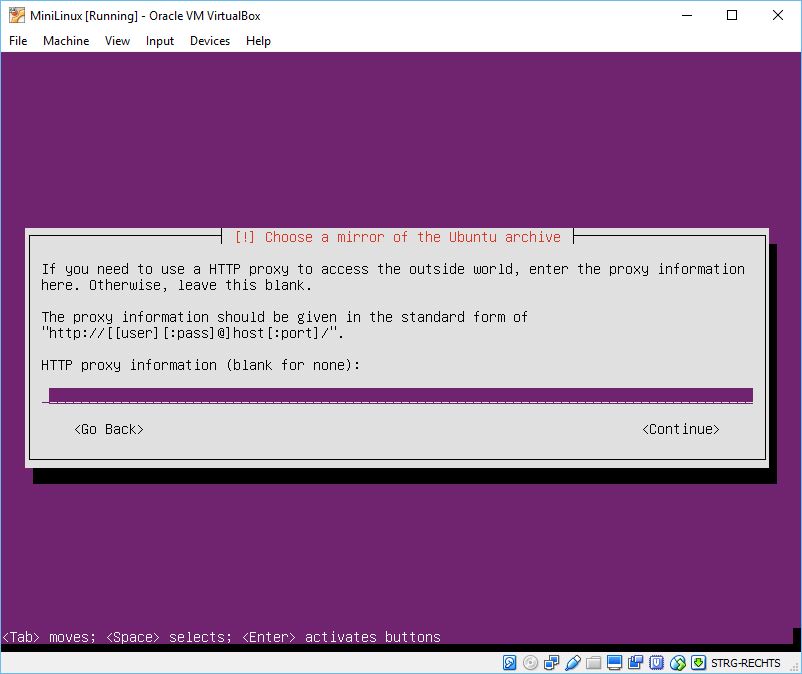 MiniLinux [Running] - Oracle VM VirtualBox
File Machine View Input Devices Help
[!] Choose a mirror of the Ubuntu archive
If you need to use a HTTP proxy to access the outside world, enter the proxy information
here. Otherwise, leave this blank.
The proxy information should be given in the standard form of
"http://[[user][:pass]@]host[:port]/".
HTTP proxy information (blank for none):
<Go Back> <Continue>
<Tab> moves; <Space> selects; <Enter> activates buttons
STRG-RECHTS